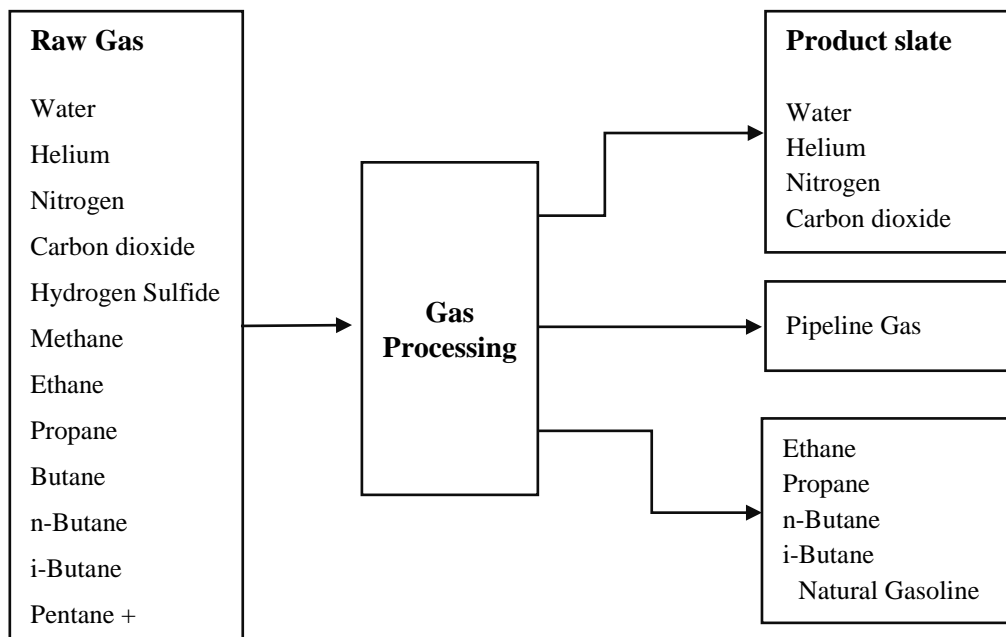 Raw Gas
Water
Helium
Nitrogen
Carbon dioxide
Hydrogen Sulfide
Methane
Ethane
Propane
Butane
n-Butane
i-Butane
Pentane +
Gas
Processing
Product slate
Water
Helium
Nitrogen
Carbon dioxide
Pipeline Gas
Ethane
Propane
n-Butane
i-Butane
Natural Gasoline